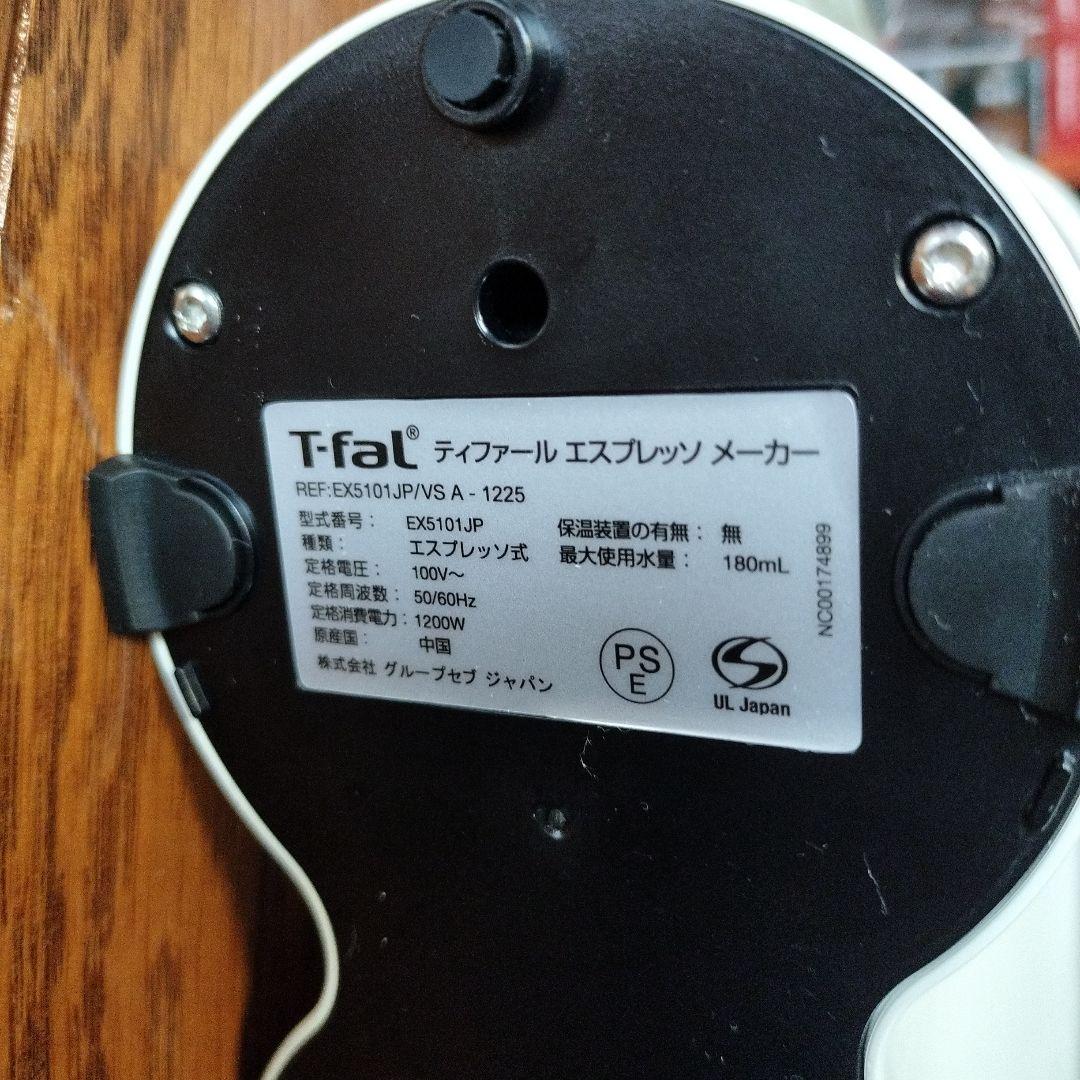 T-fal® ティファール エスプレッソ メーカー
REF:EX5101JP/VS A - 1225
型式番号： EX5101JP 保温装置の有無： 無
種類： エスプレッソ式 最大使用水量： 180mL
定格電圧： 100V～
定格周波数： 50/60Hz
定格消費電力：1200W
原産国： 中国
株式会社 グループセブ ジャパン
PS
E
S
UL Japan
NC00174899